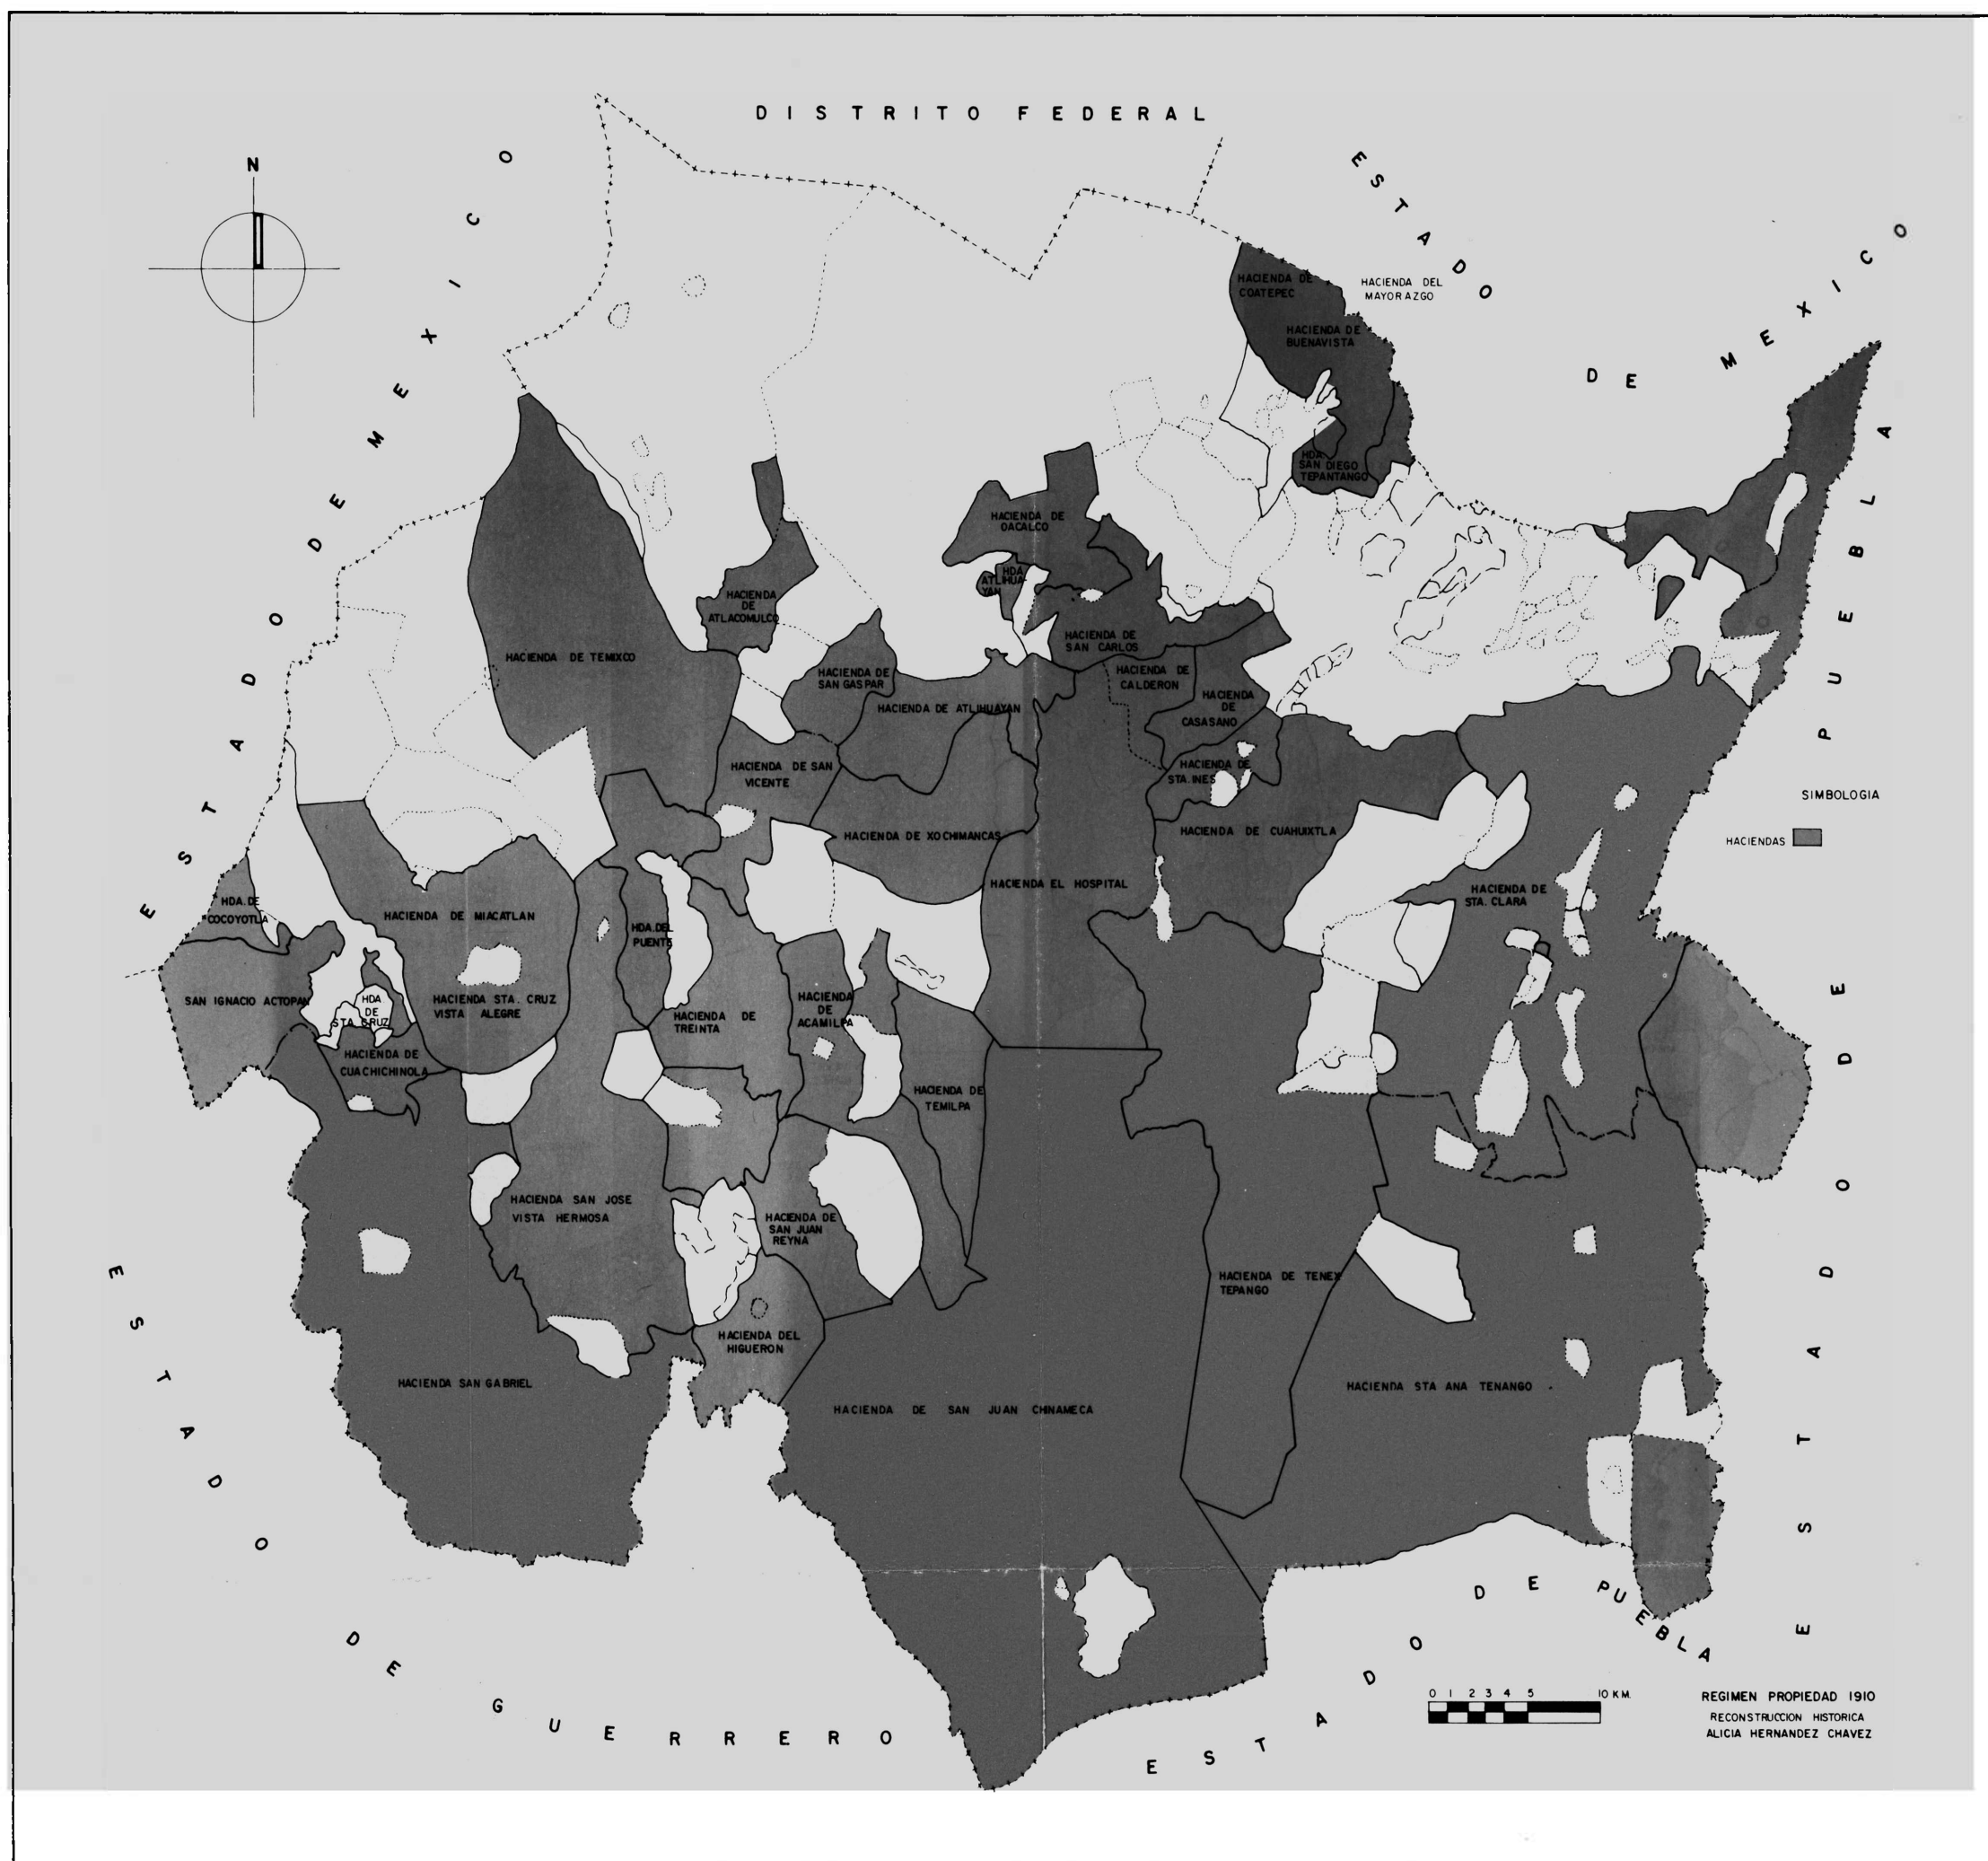 DISTRITO FEDERAL
N
ESTADO DE MEXICO
ESTADO DE MEXICO
HACIENDA DE
COATEPEC
HACIENDA DEL
MAYORAZGO
HACIENDA DE
BUENAVISTA
HDA.
SAN DIEGO
TEPANTANGO
HACIENDA DE
OACALCO
HDA
ATLIHUA-
YAN
HACIENDA
DE
ATLACOMULCO
HACIENDA DE TEMIXCO
HACIENDA DE
SAN CARLOS
HACIENDA DE
SAN GASPAR
HACIENDA DE
CALDERON
HACIENDA DE ATLIHUAYAN
HACIENDA
DE
CASASANO
HACIENDA DE SAN
VICENTE
HACIENDA DE
STA. INES
SIMBOLOGIA
HACIENDAS
HACIENDA DE XOCHIMANCAS
HACIENDA DE CUAHUIXTLA
HACIENDA EL HOSPITAL
HACIENDA DE
STA. CLARA
HDA. DE
COCOYOTLA
HACIENDA DE MIACATLAN
HDA. DEL
PUENTE
SAN IGNACIO ACTOPAN
HDA
DE
STA. CRUZ
HACIENDA STA. CRUZ
VISTA ALEGRE
HACIENDA DE
TREINTA
HACIENDA
DE
ACAMILPA
HACIENDA DE
CUACHICHINOLA
HACIENDA DE
TEMILPA
HACIENDA SAN JOSE
VISTA HERMOSA
HACIENDA DE
SAN JUAN
REYNA
HACIENDA DE TENEX
TEPANGO
HACIENDA DEL
HIGUERON
HACIENDA SAN GABRIEL
HACIENDA DE SAN JUAN CHINAMECA
HACIENDA STA ANA TENANGO
ESTADO DE PUEBLA
ESTADO DE GUERRERO
ESTADO DE PUEBLA
0 1 2 3 4 5 10 KM.
REGIMEN PROPIEDAD 1910
RECONSTRUCCION HISTORICA
ALICIA HERNANDEZ CHAVEZ